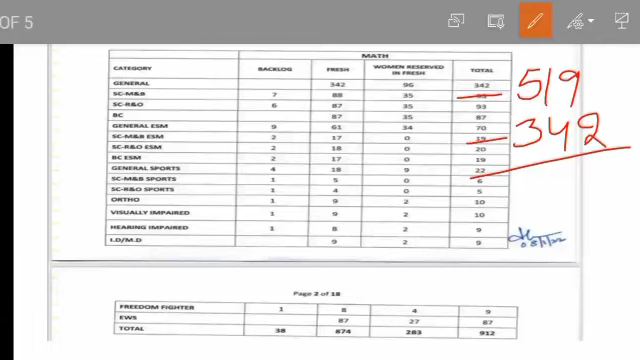 OF 5
MATH
CATEGORY BACKLOG FRESH WOMEN RESERVED IN FRESH TOTAL
GENERAL 342 96 342
SC-M&B 7 88 35
SC-R&O 6 87 35 93
BC 87 35 87
GENERAL ESM 9 61 34 70
SC-M&B ESM 2 17 0 19
SC-R&O ESM 2 18 0 20
BC ESM 2 17 0 19
GENERAL SPORTS 4 18 9 22
SC-M&B SPORTS 1 5 0 6
SC-R&O SPORTS 1 4 0 5
ORTHO 1 9 2 10
VISUALLY IMPAIRED 1 9 2 10
HEARING IMPAIRED 1 8 2 9
I.D/M.D 9 2 9
519
342
Page 2 of 18
FREEDOM FIGHTER 1 8 4 9
EWS 87 27 87
TOTAL 38 874 283 912